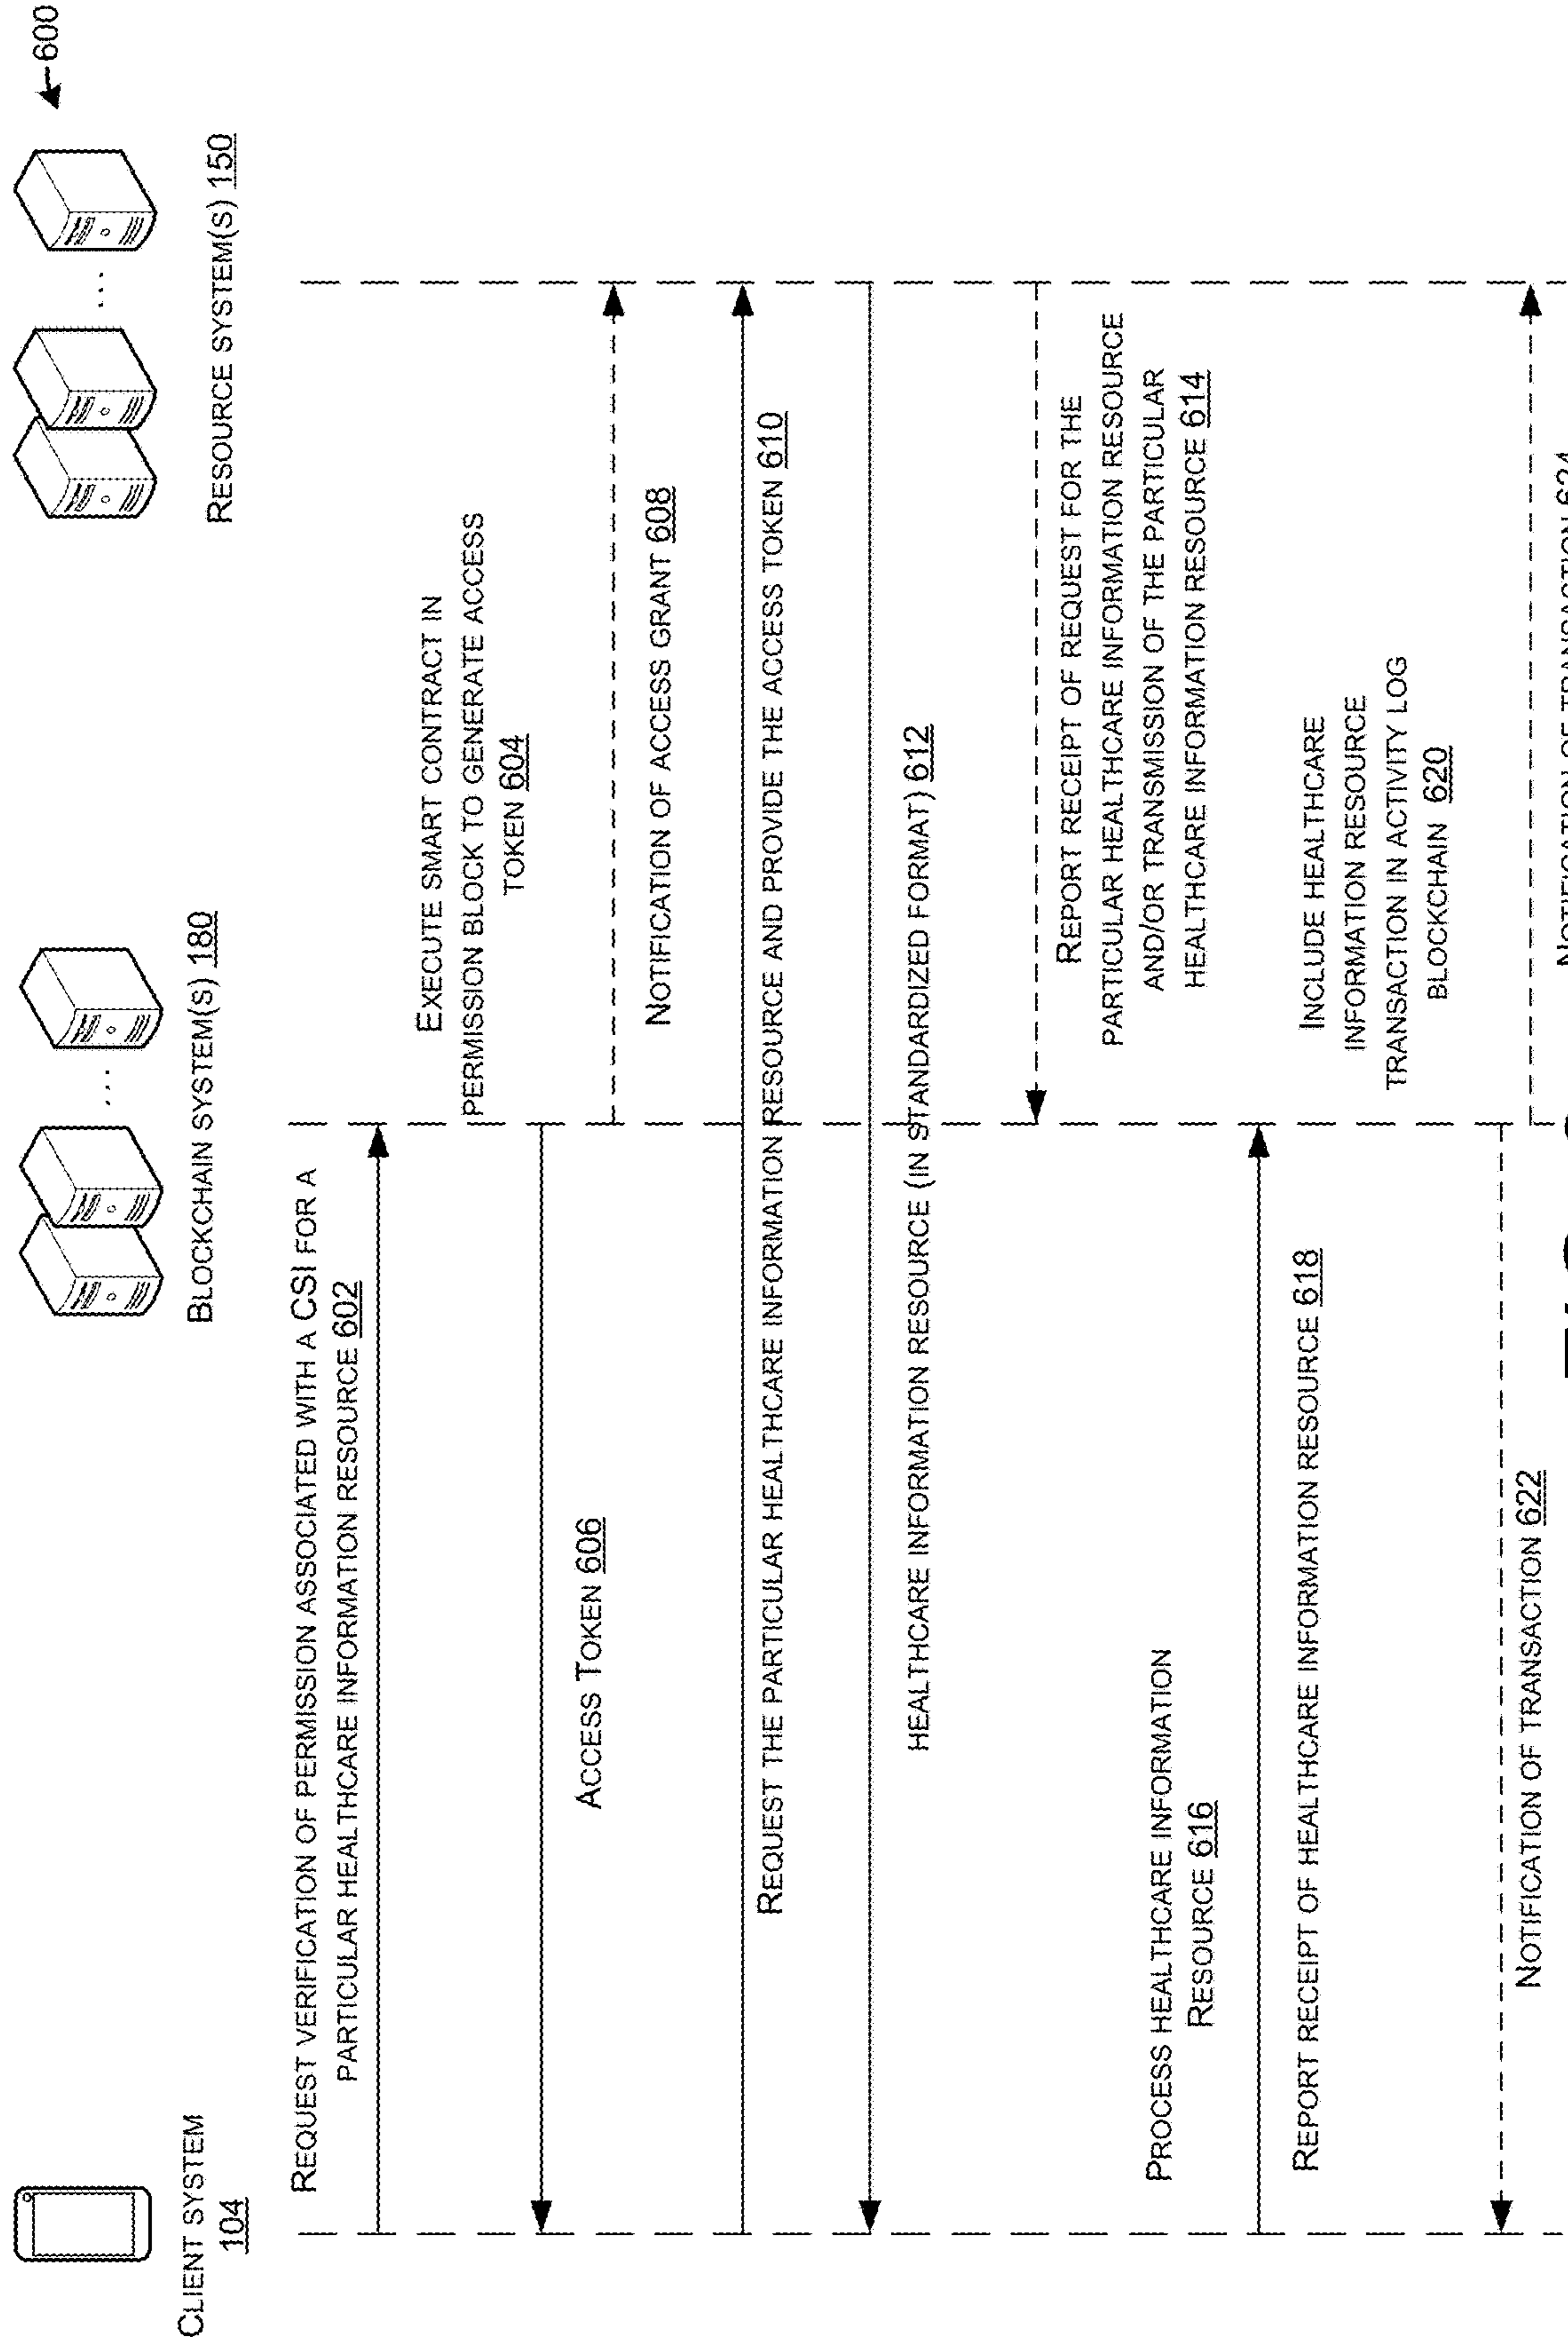 600
CLIENT SYSTEM
104
BLOCKCHAIN SYSTEM(S) 180
RESOURCE SYSTEM(S) 150
REQUEST VERIFICATION OF PERMISSION ASSOCIATED WITH A CSI FOR A
PARTICULAR HEALTHCARE INFORMATION RESOURCE 602
EXECUTE SMART CONTRACT IN
PERMISSION BLOCK TO GENERATE ACCESS
TOKEN 604
ACCESS TOKEN 606
NOTIFICATION OF ACCESS GRANT 608
REQUEST THE PARTICULAR HEALTHCARE INFORMATION RESOURCE AND PROVIDE THE ACCESS TOKEN 610
HEALTHCARE INFORMATION RESOURCE (IN STANDARDIZED FORMAT) 612
REPORT RECEIPT OF REQUEST FOR THE
PARTICULAR HEALTHCARE INFORMATION RESOURCE
AND/OR TRANSMISSION OF THE PARTICULAR
HEALTHCARE INFORMATION RESOURCE 614
PROCESS HEALTHCARE INFORMATION
RESOURCE 616
REPORT RECEIPT OF HEALTHCARE INFORMATION RESOURCE 618
INCLUDE HEALTHCARE
INFORMATION RESOURCE
TRANSACTION IN ACTIVITY LOG
BLOCKCHAIN 620
NOTIFICATION OF TRANSACTION 622
NOTIFICATION OF TRANSACTION 624